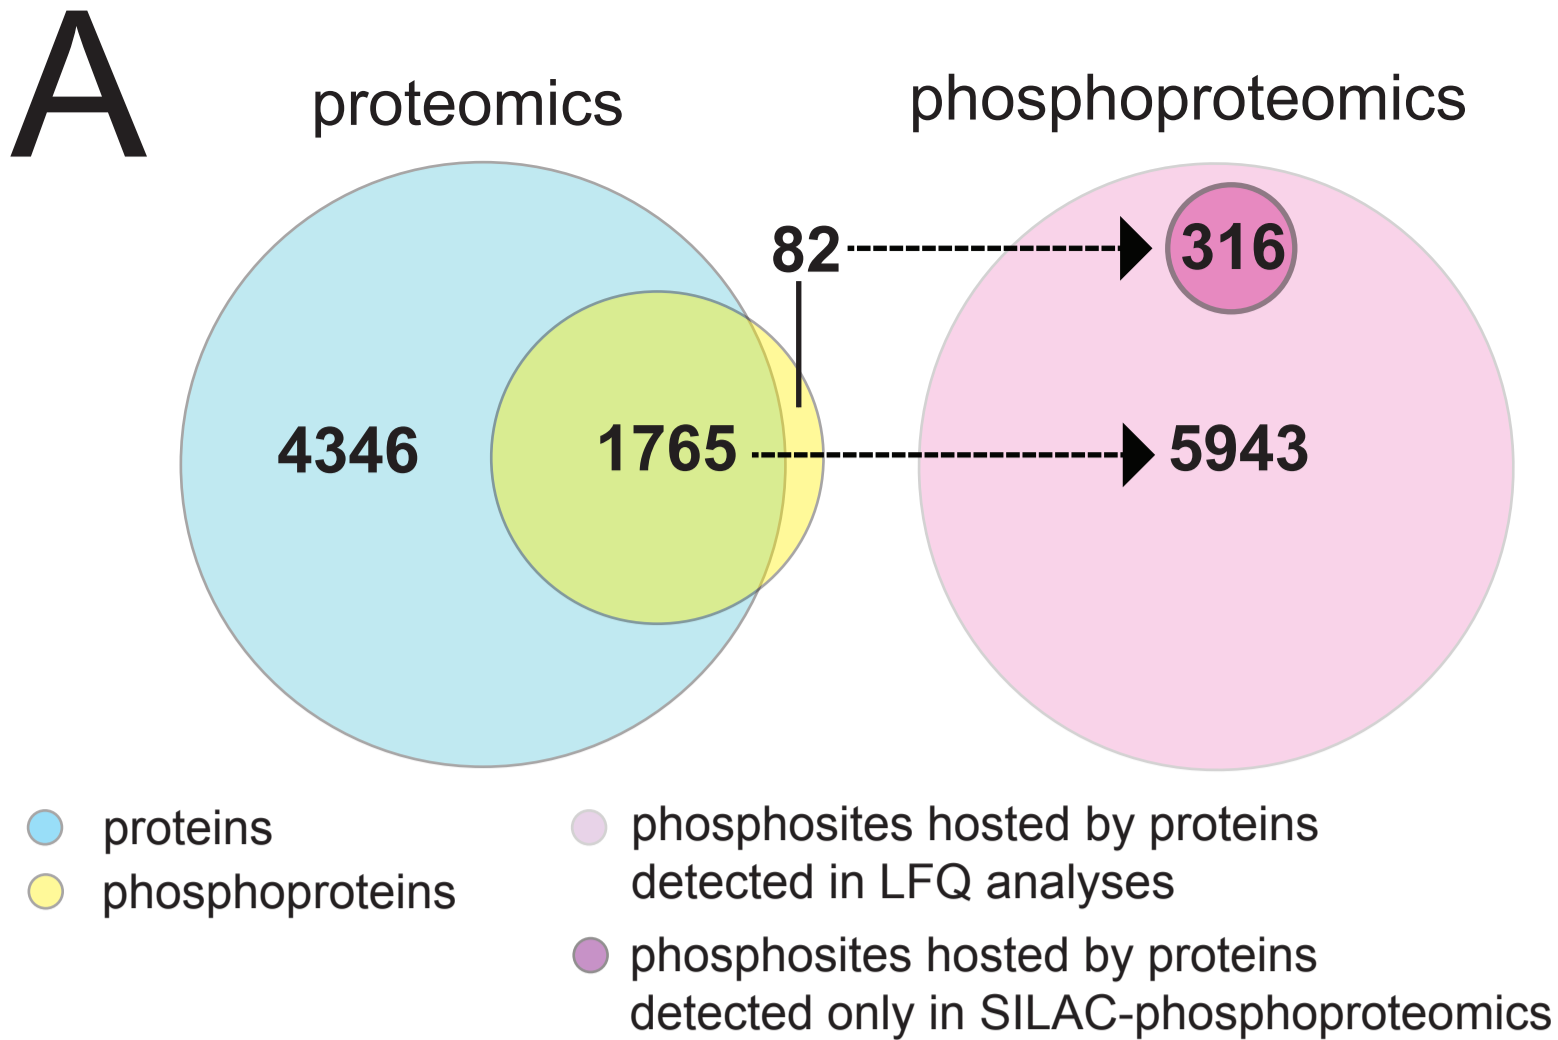 A
proteomics
phosphoproteomics
82
316
4346
1765
5943
proteins
phosphoproteins
phosphosites hosted by proteins
detected in LFQ analyses
phosphosites hosted by proteins
detected only in SILAC-phosphoproteomics